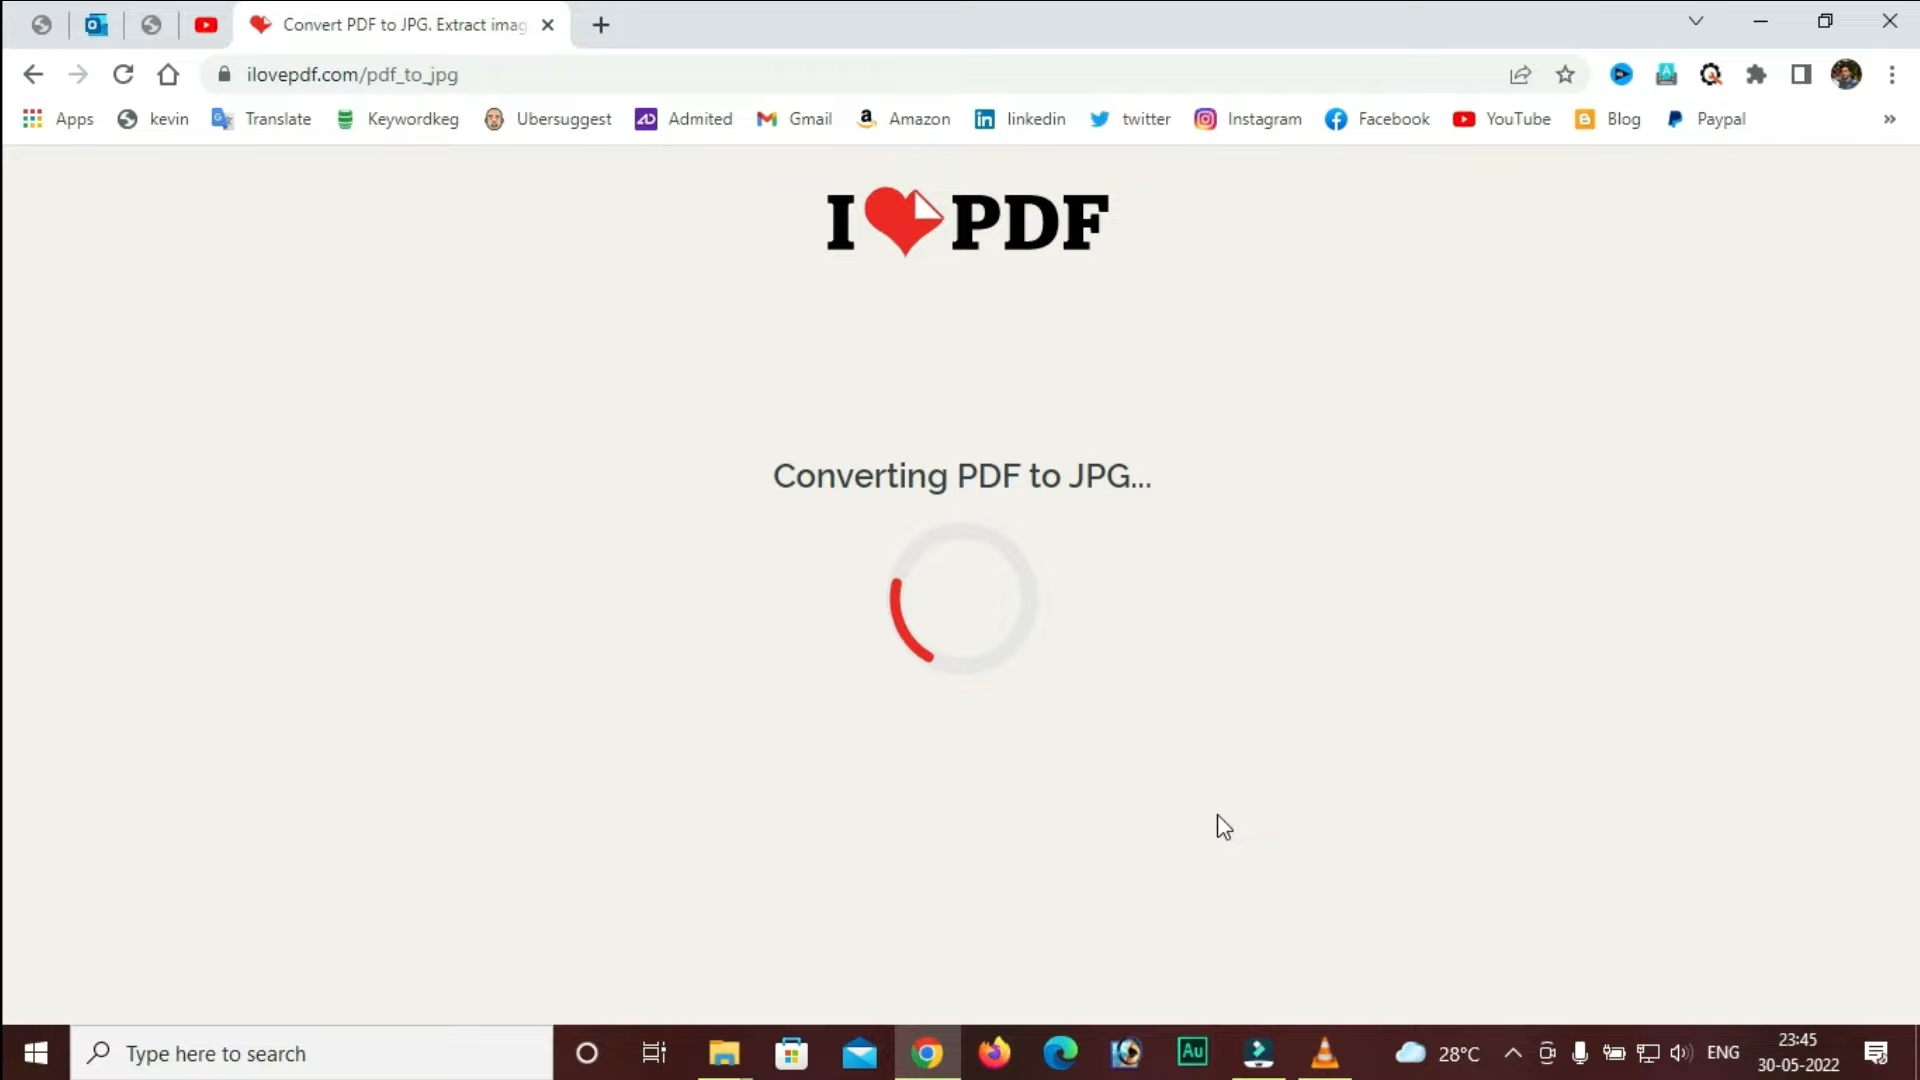 Convert PDF to JPG. Extract imag
ilovepdf.com/pdf_to_jpg
Apps kevin Translate Keywordkeg Ubersuggest Admited Gmail Amazon linkedin twitter Instagram Facebook YouTube Blog Paypal »
I PDF
Converting PDF to JPG...
Type here to search
Au
28°C
ENG
23:45
30-05-2022